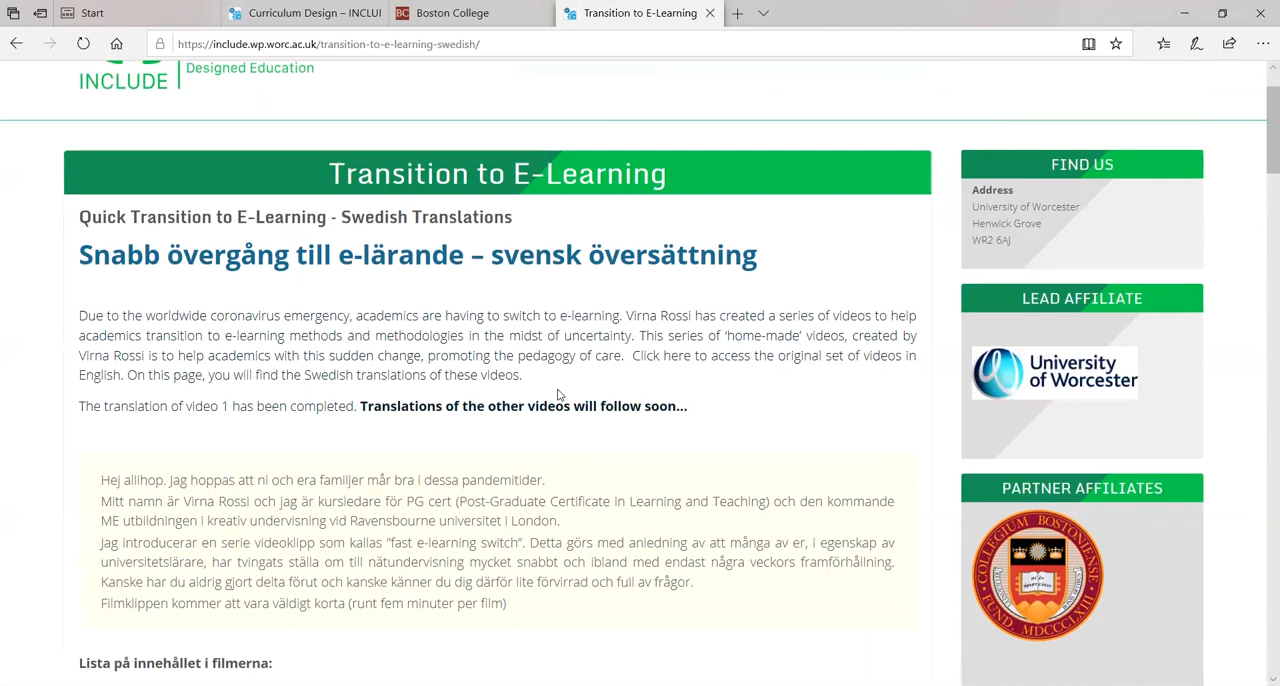 Start
Curriculum Design – INCLUI
Boston College
Transition to E-Learning
https://include.wp.worc.ac.uk/transition-to-e-learning-swedish/
INCLUDE
Designed Education
Transition to E-Learning
Quick Transition to E-Learning - Swedish Translations
Snabb övergång till e-lärande – svensk översättning
Due to the worldwide coronavirus emergency, academics are having to switch to e-learning. Virna Rossi has created a series of videos to help
academics transition to e-learning methods and methodologies in the midst of uncertainty. This series of ‘home-made’ videos, created by
Virna Rossi is to help academics with this sudden change, promoting the pedagogy of care. Click here to access the original set of videos in
English. On this page, you will find the Swedish translations of these videos.
The translation of video 1 has been completed. Translations of the other videos will follow soon...
Hej allihop. Jag hoppas att ni och era familjer mår bra i dessa pandemitider.
Mitt namn är Virna Rossi och jag är kursledare för PG cert (Post-Graduate Certificate in Learning and Teaching) och den kommande
ME utbildningen i kreativ undervisning vid Ravensbourne universitet i London.
Jag introducerar en serie videoklipp som kallas ”fast e-learning switch”. Detta görs med aniedning av att många av er, i egenskap av
universitetsiärare, har tvingats ställa om till nätundervisning mycket snabbt och ibland med endast några veckors framförhållning.
Kanske har du aldrig gjort delta förut och kanske känner du dig därför lite förvirrad och full av frågor.
Filmklippen kommer att vara väldigt korta (runt fem minuter per film)
Lista på innehållet i filmerna:
FIND US
Address
University of Worcester
Henwick Grove
WR2 6AJ
LEAD AFFILIATE
University
of Worcester
PARTNER AFFILIATES
COLLEGIUM BOSTONIENSE
FUND. MDCCCLXIII